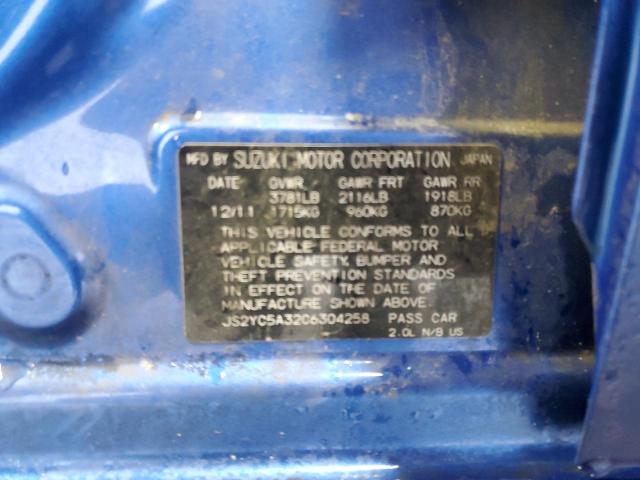 MFD BY SUZUKI MOTOR CORPORATION JAPAN
DATE GVWR GAWR FRT GAWR RR
3781LB 2116LB 1918LB
12/11 1715KG 960KG 870KG
THIS VEHICLE CONFORMS TO ALL
APPLICABLE FEDERAL MOTOR
VEHICLE SAFETY, BUMPER AND
THEFT PREVENTION STANDARDS
IN EFFECT ON THE DATE OF
MANUFACTURE SHOWN ABOVE.
JS2YC5A32C6304258 PASS CAR
2.0L N/B US